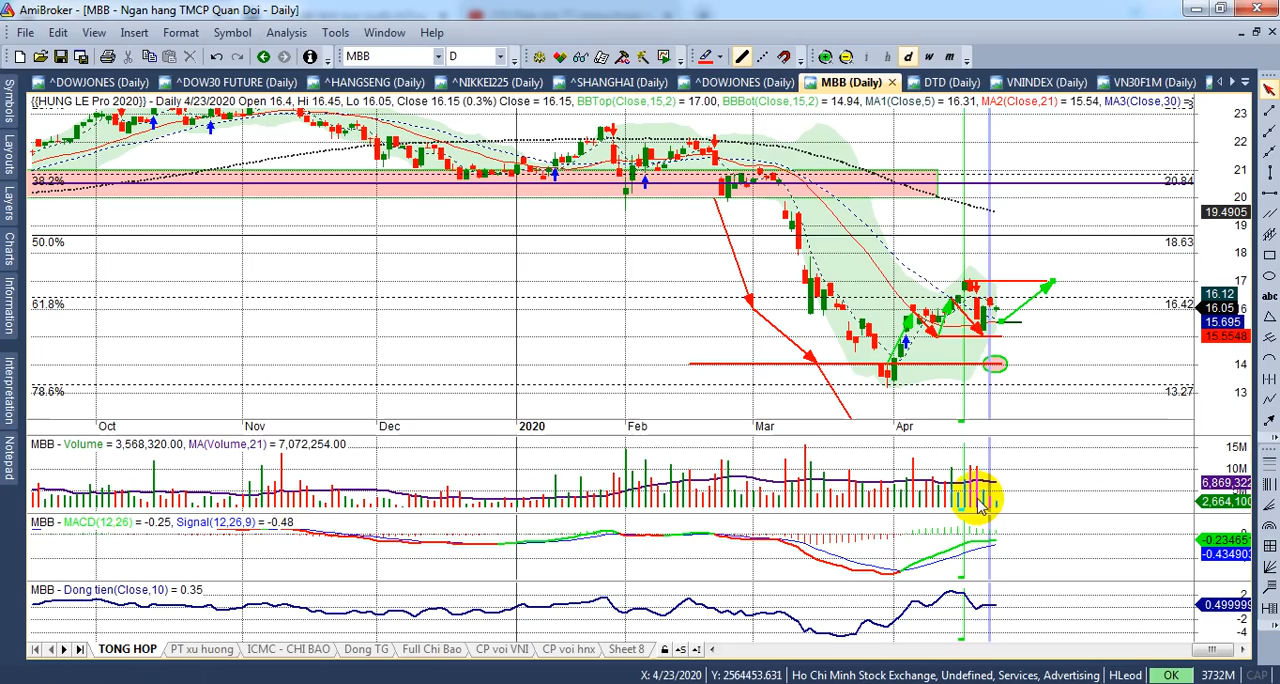 AmiBroker - [MBB - Ngan hang TMCP Quan Doi - Daily]
File Edit View Insert Format Symbol Analysis Tools Window Help
MBB D i h d w m
^DOWJONES (Daily) ^DOW30 FUTURE (Daily) ^HANGSENG (Daily) ^NIKKEI225 (Daily) ^SHANGHAI (Daily) ^DOWJONES (Daily) MBB (Daily) DTD (Daily) VNINDEX (Daily) VN30F1M (Daily)
{{HUNG LE Pro 2020}} - Daily 4/23/2020 Open 16.4, Hi 16.45, Lo 16.05, Close 16.15 (0.3%) Close = 16.15, BBTop(Close,15,2) = 17.00, BBBot(Close,15,2) = 14.94, MA1(Close,5) = 16.31, MA2(Close,21) = 15.54, MA3(Close,30) =
Symbols
Layouts
Layers
Charts
Information
Interpretation
Notepad
abc
23
22
21
38.2% 20.84
20
19.4905
19
50.0% 18.63
18
17
16.12
61.8% 16.42 16.05
15.695
15.5548
14
78.6% 13.27
13
Oct Nov Dec 2020 Feb Mar Apr
MBB - Volume = 3,568,320.00, MA(Volume,21) = 7,072,254.00
15M
10M
6,869,322
2,664,100
MBB - MACD(12,26) = -0.25, Signal(12,26,9) = -0.48
0
-0.23465
-0.434903
MBB - Dong tien(Close,10) = 0.35
2
0.499999
-2
-4
TONG HOP PT xu huong ICMC - CHI BAO Dong TG Full Chi Bao CP voi VNI CP voi hnx Sheet 8
X: 4/23/2020 Y: 2564453.631 Ho Chi Minh Stock Exchange, Undefined, Services, Advertising HLeod OK 3732M CAP